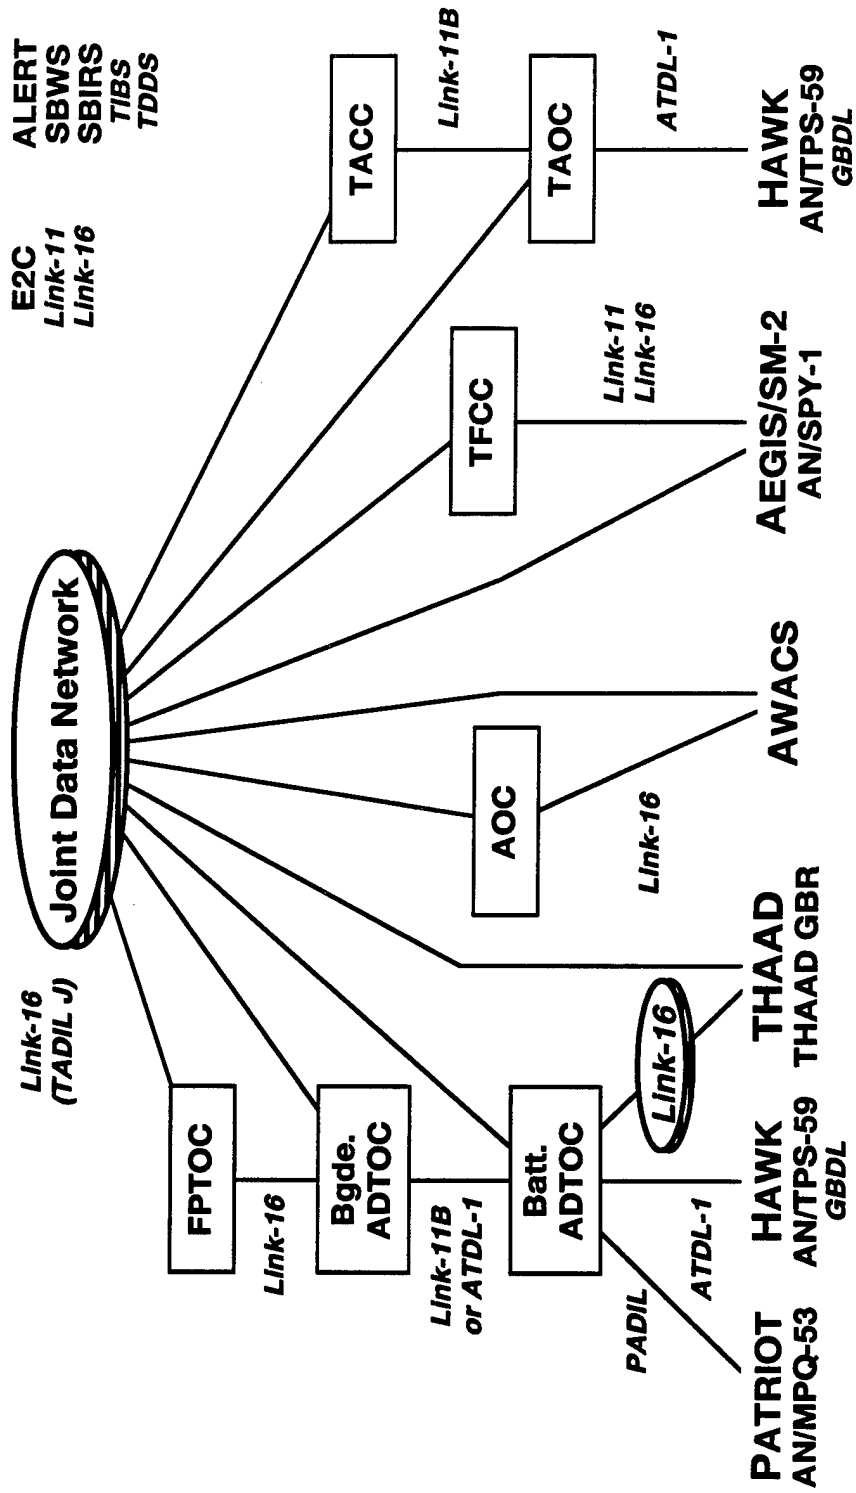 Link-16
(TADIL J)
Joint Data Network
E2C
Link-11
Link-16
ALERT
SBWS
SBIRS
TIBS
TDDS
FPTOC
Link-16
Bgde.
ADTOC
Link-11B
or ATDL-1
Batt.
ADTOC
PADIL
ATDL-1
Link-16
AOC
Link-16
TFCC
Link-11
Link-16
TACC
Link-11B
TAOC
ATDL-1
PATRIOT
AN/MPQ-53
HAWK
AN/TPS-59
GBDL
THAAD
THAAD GBR
AWACS
AEGIS/SM-2
AN/SPY-1
HAWK
AN/TPS-59
GBDL